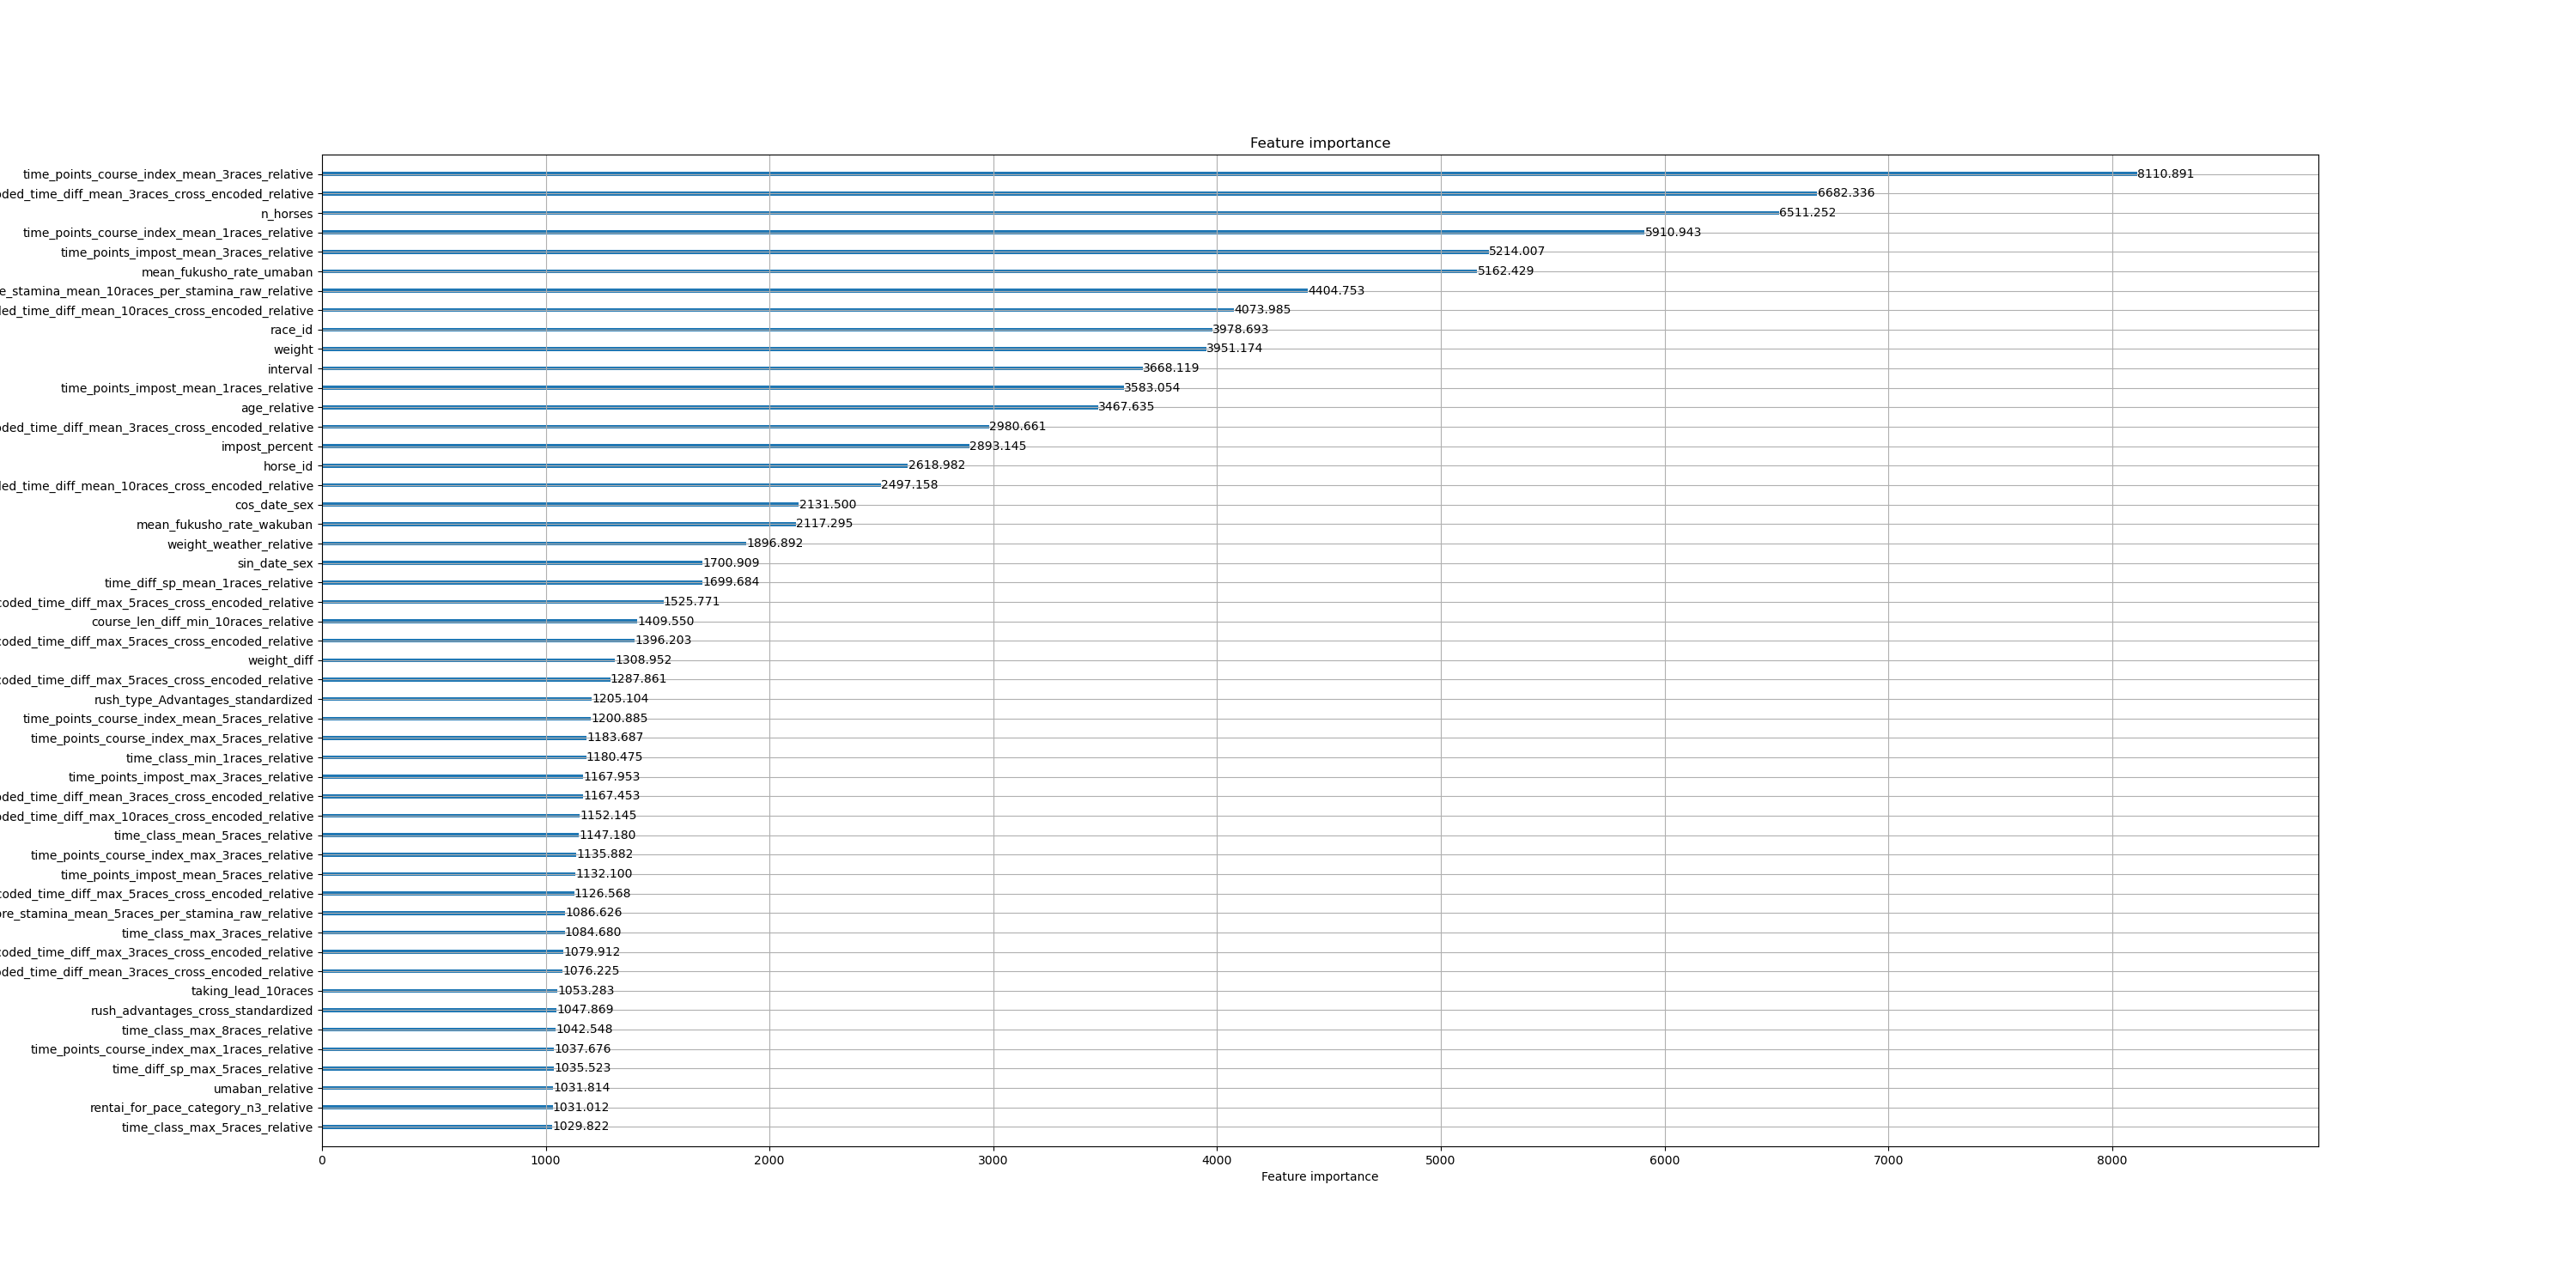 Feature importance
time_points_course_index_mean_3races_relative 8110.891
ded_time_diff_mean_3races_cross_encoded_relative 6682.336
n_horses 6511.252
time_points_course_index_mean_1races_relative 5910.943
time_points_impost_mean_3races_relative 5214.007
mean_fukusho_rate_umaban 5162.429
e_stamina_mean_10races_per_stamina_raw_relative 4404.753
ed_time_diff_mean_10races_cross_encoded_relative 4073.985
race_id 3978.693
weight 3951.174
interval 3668.119
time_points_impost_mean_1races_relative 3583.054
age_relative 3467.635
ded_time_diff_mean_3races_cross_encoded_relative 2980.661
impost_percent 2893.145
horse_id 2618.982
ed_time_diff_mean_10races_cross_encoded_relative 2497.158
cos_date_sex 2131.500
mean_fukusho_rate_wakuban 2117.295
weight_weather_relative 1896.892
sin_date_sex 1700.909
time_diff_sp_mean_1races_relative 1699.684
coded_time_diff_max_5races_cross_encoded_relative 1525.771
course_len_diff_min_10races_relative 1409.550
coded_time_diff_max_5races_cross_encoded_relative 1396.203
weight_diff 1308.952
coded_time_diff_max_5races_cross_encoded_relative 1287.861
rush_type_Advantages_standardized 1205.104
time_points_course_index_mean_5races_relative 1200.885
time_points_course_index_max_5races_relative 1183.687
time_class_min_1races_relative 1180.475
time_points_impost_max_3races_relative 1167.953
ded_time_diff_mean_3races_cross_encoded_relative 1167.453
ded_time_diff_max_10races_cross_encoded_relative 1152.145
time_class_mean_5races_relative 1147.180
time_points_course_index_max_3races_relative 1135.882
time_points_impost_mean_5races_relative 1132.100
coded_time_diff_max_5races_cross_encoded_relative 1126.568
re_stamina_mean_5races_per_stamina_raw_relative 1086.626
time_class_max_3races_relative 1084.680
coded_time_diff_max_3races_cross_encoded_relative 1079.912
ded_time_diff_mean_3races_cross_encoded_relative 1076.225
taking_lead_10races 1053.283
rush_advantages_cross_standardized 1047.869
time_class_max_8races_relative 1042.548
time_points_course_index_max_1races_relative 1037.676
time_diff_sp_max_5races_relative 1035.523
umaban_relative 1031.814
rentai_for_pace_category_n3_relative 1031.012
time_class_max_5races_relative 1029.822
0 1000 2000 3000 4000 5000 6000 7000 8000
Feature importance